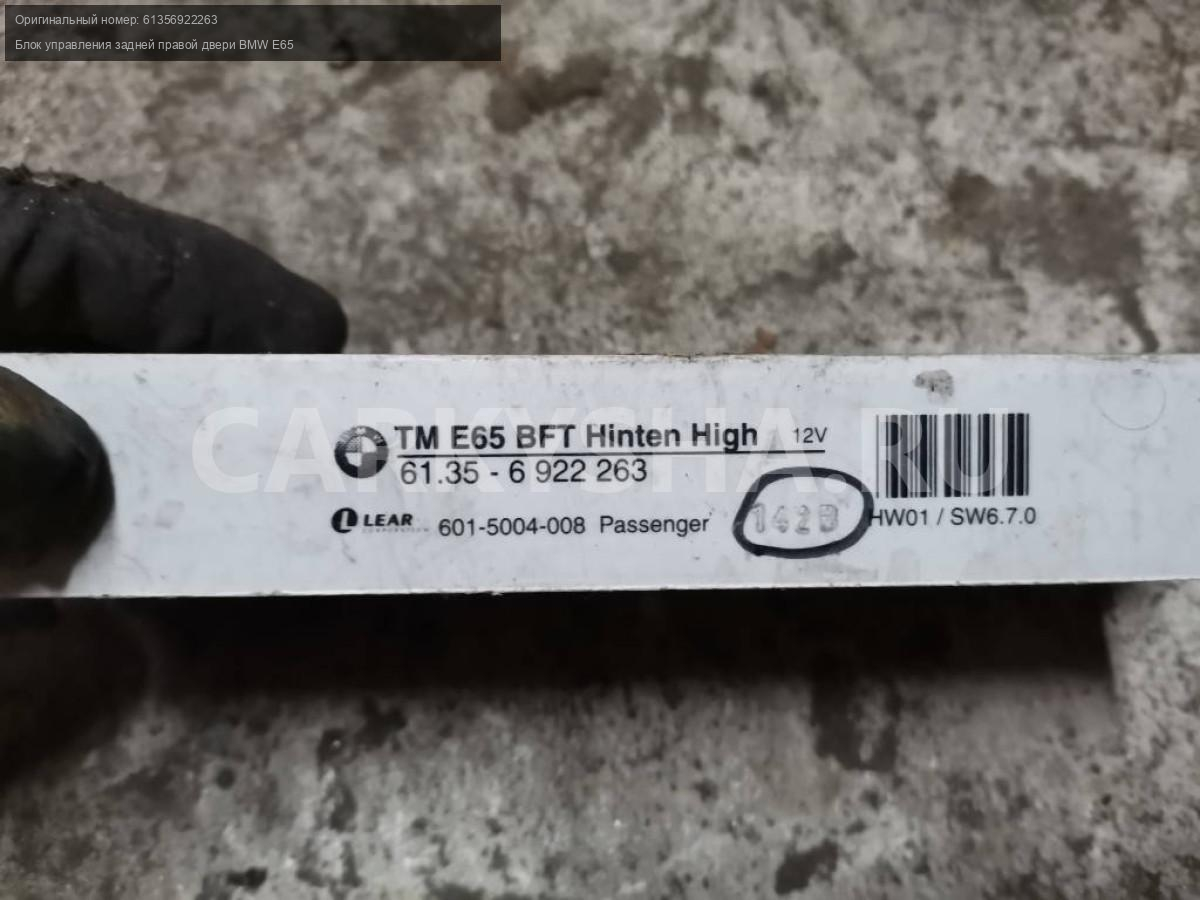 Оригинальный номер: 61356922263
Блок управления задней правой двери BMW E65
CARKYSHA.RU
TM E65 BFT Hinten High 12V
61.35 - 6 922 263
LEAR 601-5004-008 Passenger
CORPORATION
142B
HW01 / SW6.7.0